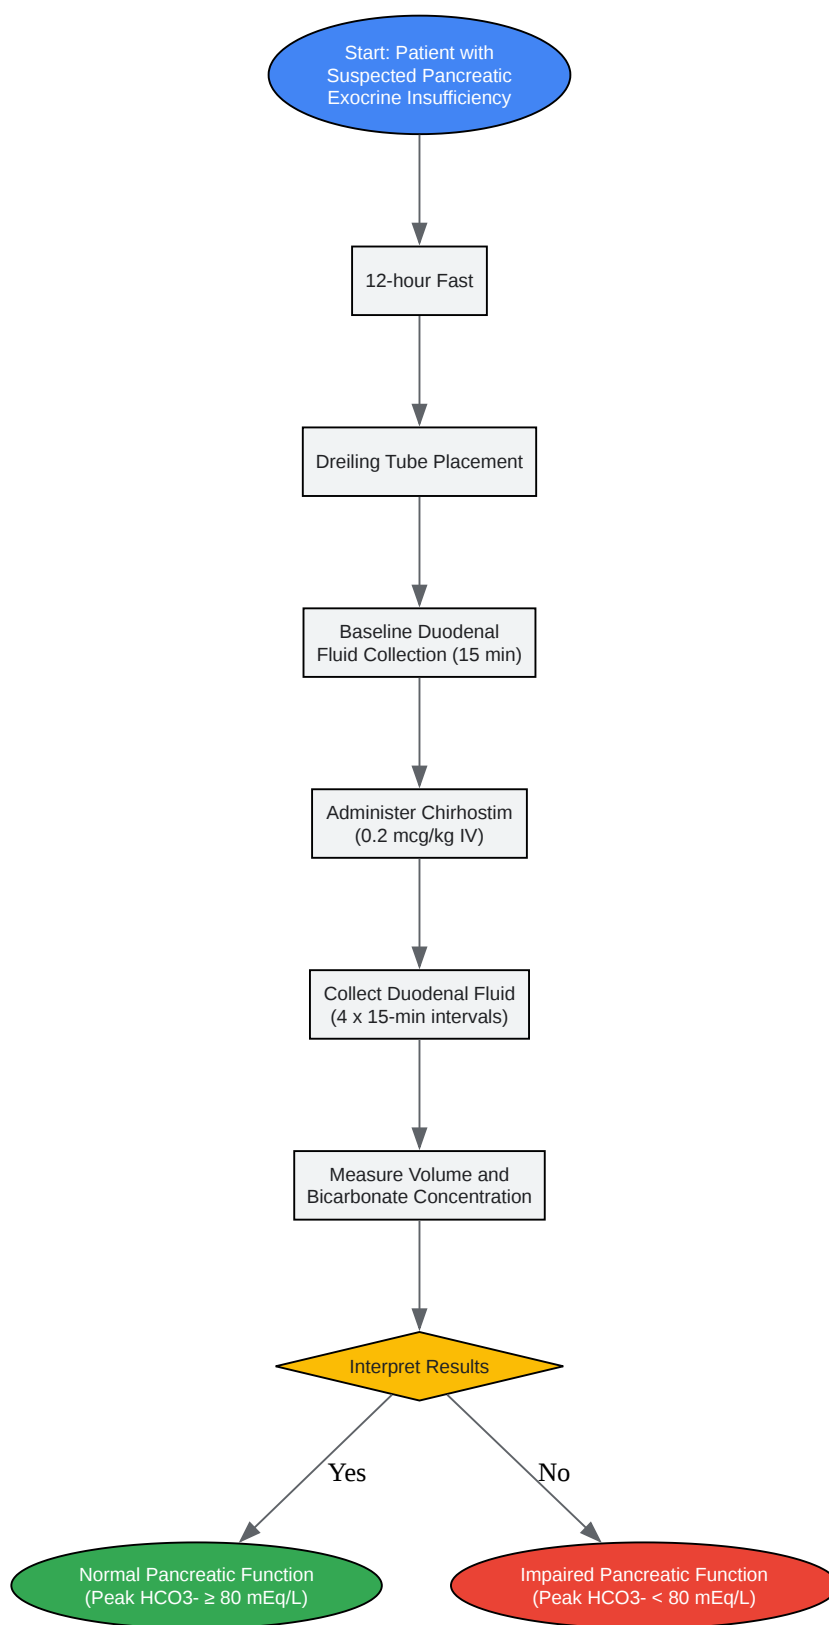 Start: Patient with
Suspected Pancreatic
Exocrine Insufficiency
12-hour Fast
Dreiling Tube Placement
Baseline Duodenal
Fluid Collection (15 min)
Administer Chirhostim
(0.2 mcg/kg IV)
Collect Duodenal Fluid
(4 x 15-min intervals)
Measure Volume and
Bicarbonate Concentration
Interpret Results
Yes
No
Normal Pancreatic Function
(Peak HCO3- ≥ 80 mEq/L)
Impaired Pancreatic Function
(Peak HCO3- < 80 mEq/L)